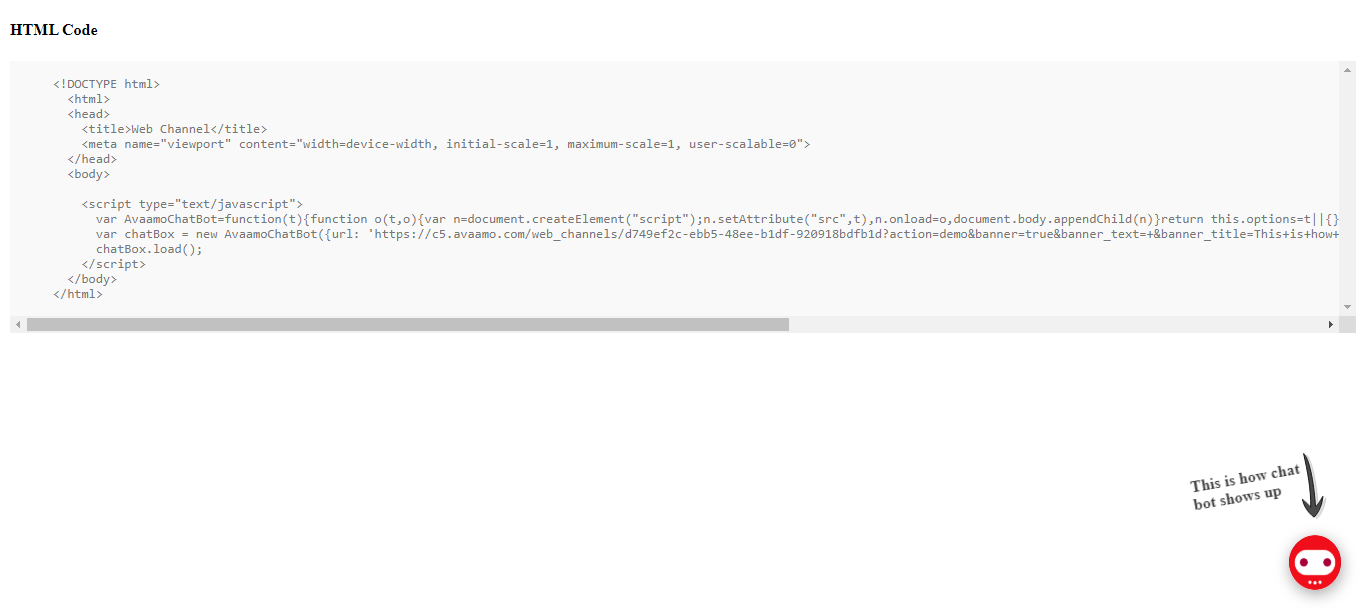 HTML Code
<!DOCTYPE html>
<html>
<head>
<title>Web Channel</title>
<meta name="viewport" content="width=device-width, initial-scale=1, maximum-scale=1, user-scalable=0">
</head>
<body>
<script type="text/javascript">
var AvaamoChatBot=function(t){function o(t,o){var n=document.createElement("script");n.setAttribute("src",t),n.onload=o,document.body.appendChild(n)}return this.options=t||{}
var chatBox = new AvaamoChatBot({url: 'https://c5.avaamo.com/web_channels/d749ef2c-ebb5-48ee-b1df-920918bdfb1d?action=demo&banner=true&banner_text=+&banner_title=This+is+how+
chatBox.load();
</script>
</body>
</html>
This is how chat
bot shows up